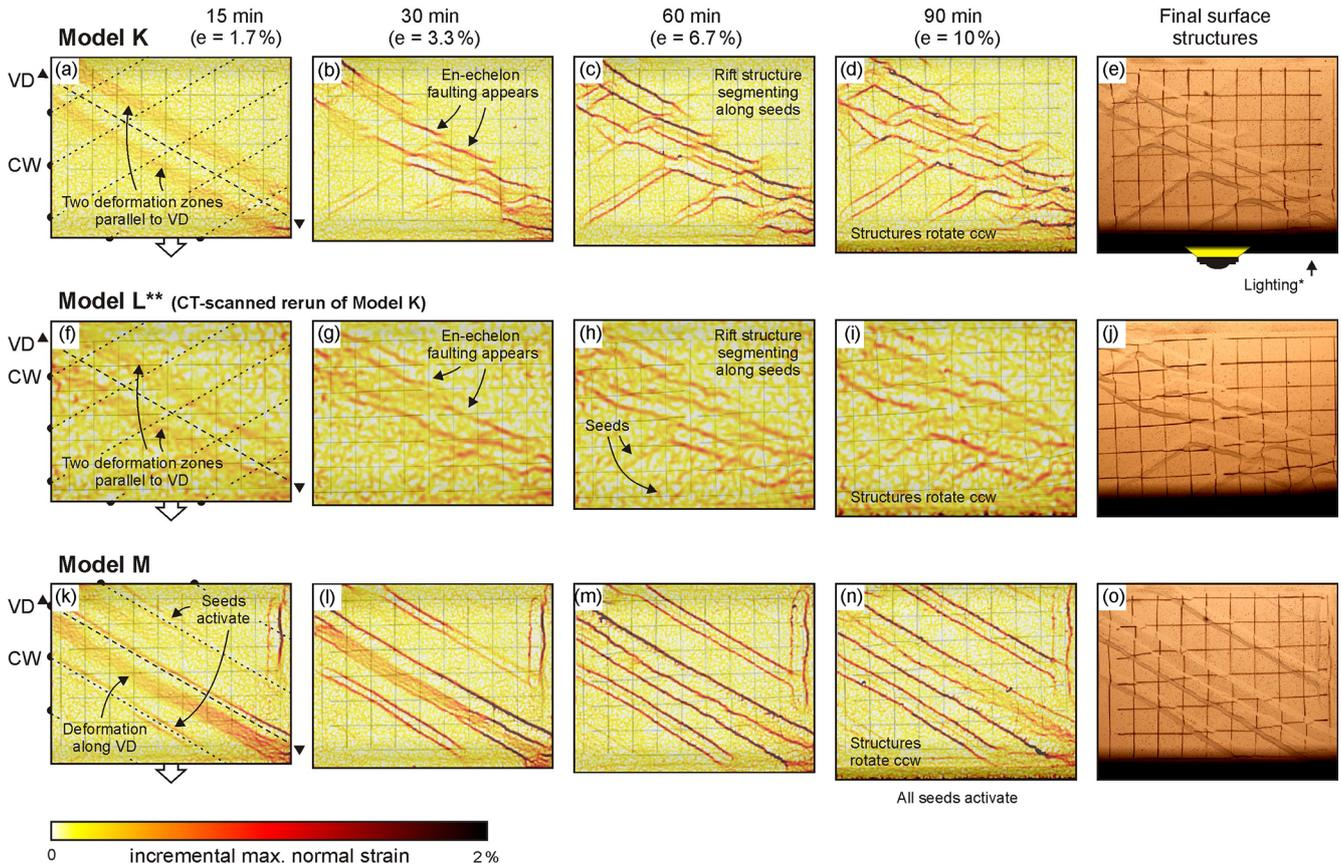 15 min
30 min
60 min
90 min
Final surface
Model K
(e = 1.7%)
(e = 3.3%)
(e = 6.7%)
(e = 10%)
structures
(a)
(b)
(c)
(d)
(e)
VD
CW
Two deformation zones
parallel to VD
En-echelon
faulting appears
Rift structure
segmenting
along seeds
Structures rotate ccw
Lighting*
Model L** (CT-scanned rerun of Model K)
(f)
(g)
(h)
(i)
(j)
VD
CW
Two deformation zones
parallel to VD
En-echelon
faulting appears
Rift structure
segmenting
along seeds
Seeds
Structures rotate ccw
Model M
(k)
(l)
(m)
(n)
(o)
VD
CW
Seeds
activate
Deformation
along VD
Structures
rotate ccw
All seeds activate
0
incremental max. normal strain
2%